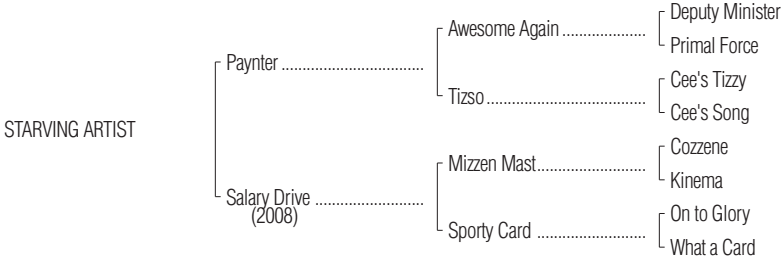 Deputy Minister
Awesome Again ....................
Primal Force
Paynter .................................
Cee's Tizzy
Tizso ......................................
Cee's Song
STARVING ARTIST
Cozzene
Mizzen Mast..........................
Kinema
Salary Drive .........................
(2008)
On to Glory
Sporty Card ..........................
What a Card